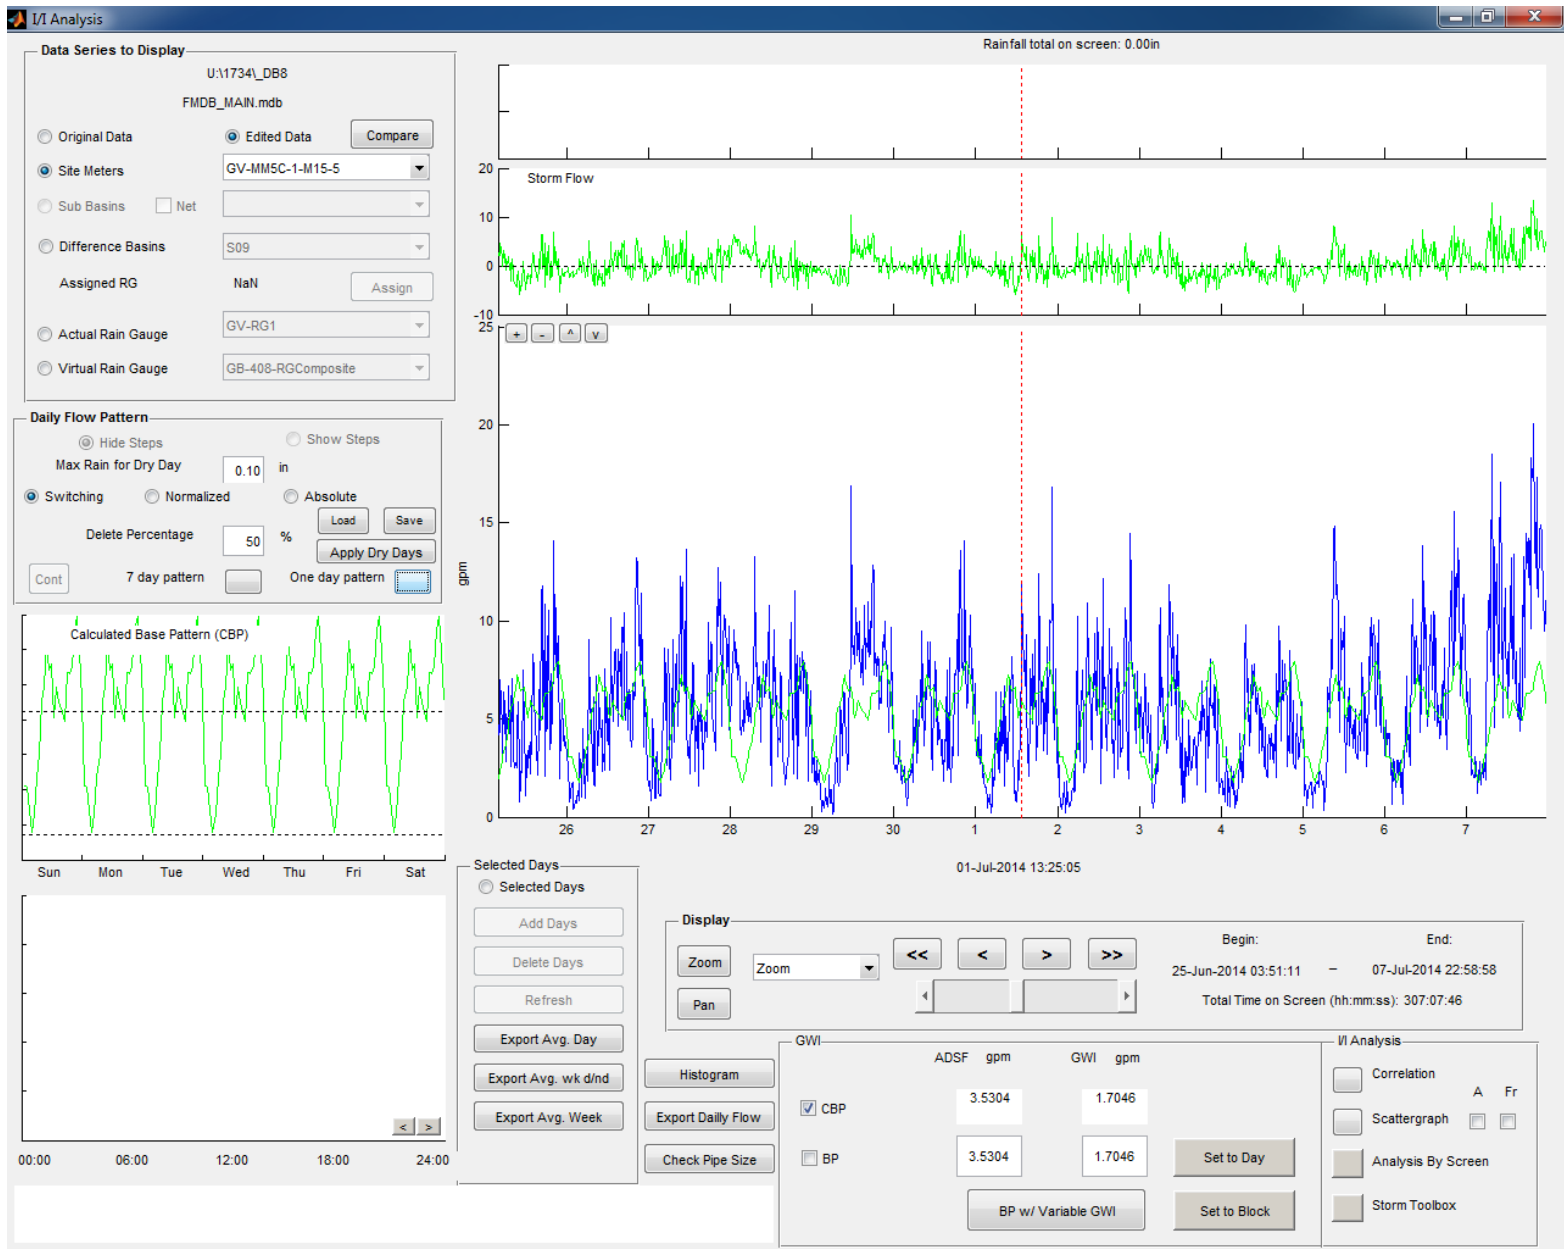 I/I Analysis
Data Series to Display
U:\1734\_DB8
FMDB_MAIN.mdb
Original Data
Edited Data
Compare
Site Meters
GV-MM5C-1-M15-5
Sub Basins
Net
Difference Basins
S09
Assigned RG
NaN
Assign
Actual Rain Gauge
GV-RG1
Virtual Rain Gauge
GB-408-RGComposite
Daily Flow Pattern
Hide Steps
Show Steps
Max Rain for Dry Day
0.10
in
Switching
Normalized
Absolute
Load
Save
Delete Percentage
50
%
Apply Dry Days
Cont
7 day pattern
One day pattern
Calculated Base Pattern (CBP)
Sun Mon Tue Wed Thu Fri Sat
< >
00:00 06:00 12:00 18:00 24:00
Rainfall total on screen: 0.00in
20
Storm Flow
10
0
-10
25
+ - ^ v
20
15
gpm
10
5
0
26 27 28 29 30 1 2 3 4 5 6 7
01-Jul-2014 13:25:05
Selected Days
Selected Days
Add Days
Delete Days
Refresh
Export Avg. Day
Export Avg. wk d/nd
Export Avg. Week
Histogram
Export Dailly Flow
Check Pipe Size
Display
Zoom
Zoom
<< < > >>
Pan
Begin: End:
25-Jun-2014 03:51:11 – 07-Jul-2014 22:58:58
Total Time on Screen (hh:mm:ss): 307:07:46
GWI
ADSF gpm GWI gpm
CBP 3.5304 1.7046
BP 3.5304 1.7046
Set to Day
BP w/ Variable GWI
Set to Block
I/I Analysis
Correlation
A Fr
Scattergraph
Analysis By Screen
Storm Toolbox